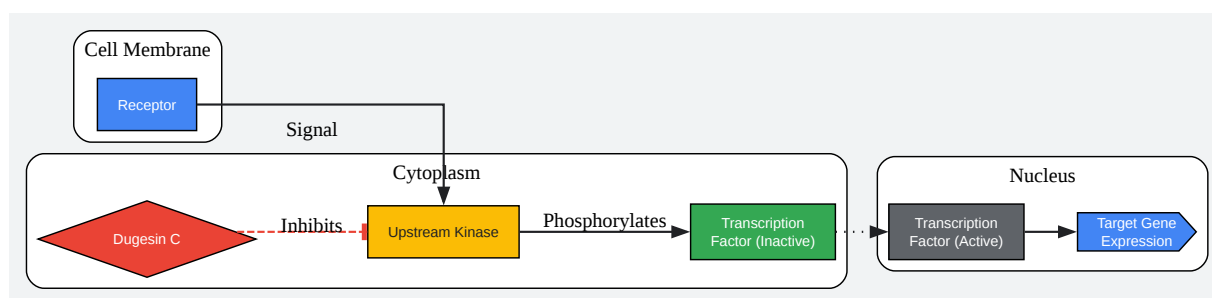 Cell Membrane
Receptor
Signal
Cytoplasm
Nucleus
Dugesin C
Inhibits
Upstream Kinase
Phosphorylates
Transcription
Factor (Inactive)
Transcription
Factor (Active)
Target Gene
Expression